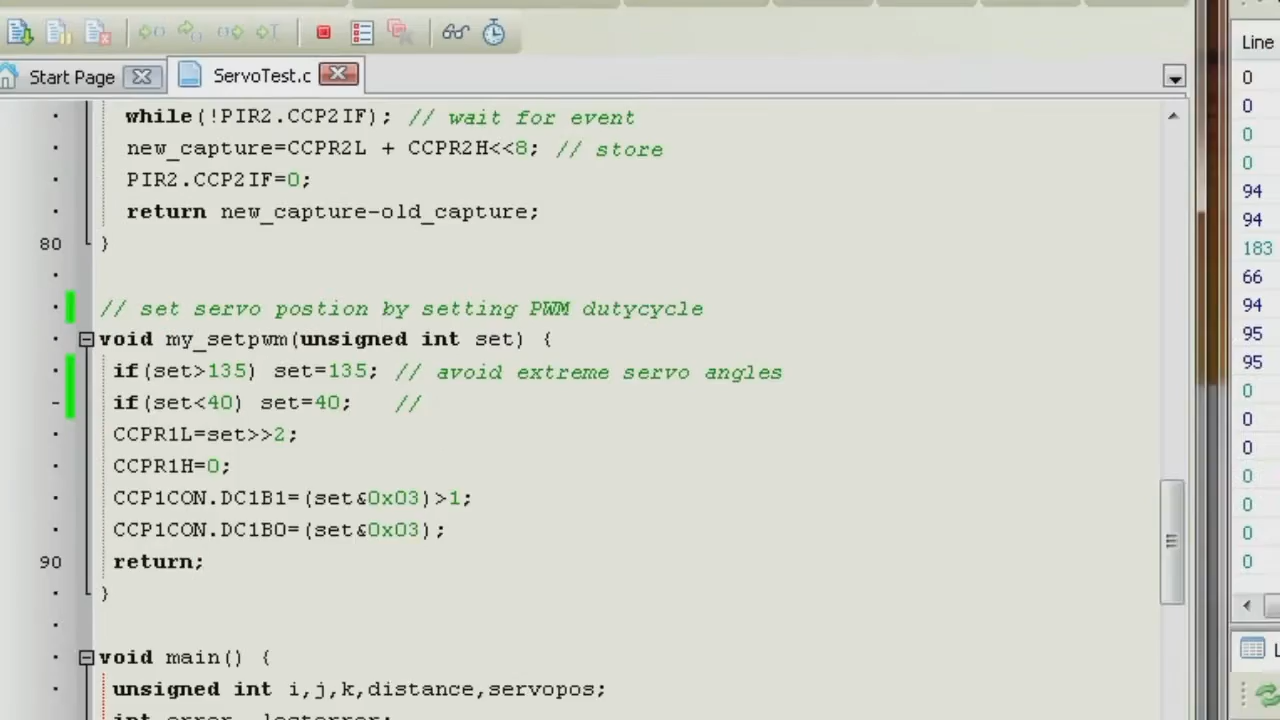 Start Page
ServoTest.c
while(!PIR2.CCP2IF); // wait for event
new_capture=CCPR2L + CCPR2H<<8; // store
PIR2.CCP2IF=0;
return new_capture-old_capture;
80 }
// set servo postion by setting PWM dutycycle
void my_setpwm(unsigned int set) {
if(set>135) set=135; // avoid extreme servo angles
if(set<40) set=40; //
CCPR1L=set>>2;
CCPR1H=0;
CCP1CON.DC1B1=(set&0x03)>1;
CCP1CON.DC1B0=(set&0x03);
90 return;
}
void main() {
unsigned int i,j,k,distance,servopos;
Line
0
0
0
0
94
94
183
66
94
95
95
0
0
0
0
0
0
0